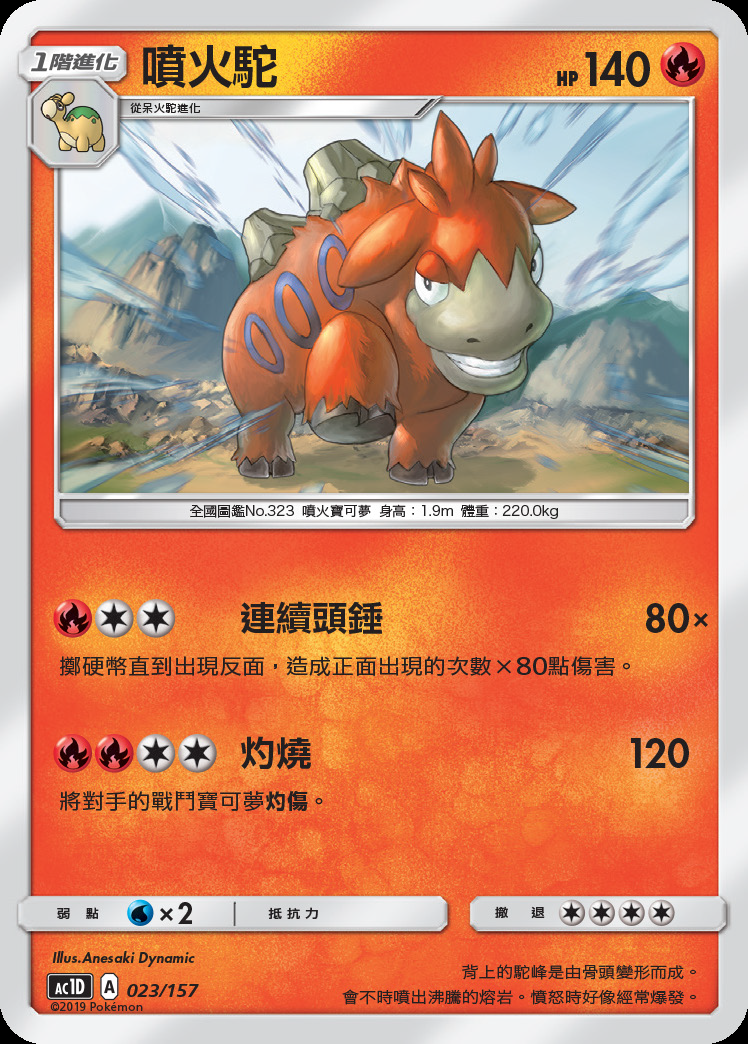 1階進化 噴火駝 HP 140
從呆火駝進化
全國圖鑑No.323 噴火寶可夢 身高：1.9m 體重：220.0kg
連續頭錘 80×
擲硬幣直到出現反面，造成正面出現的次數×80點傷害。
灼燒 120
將對手的戰鬥寶可夢灼傷。
弱點 ×2 抵抗力 撤退
Illus.Anesaki Dynamic
AC1D A 023/157
©2019 Pokémon
背上的駝峰是由骨頭變形而成。
會不時噴出沸騰的熔岩。憤怒時好像經常爆發。